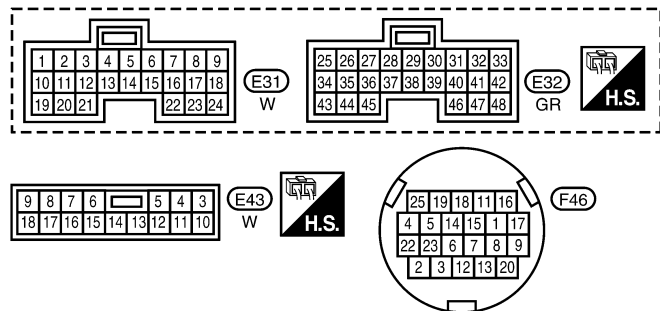 1 2 3 4 5 6 7 8 9
10 11 12 13 14 15 16 17 18
19 20 21 22 23 24
E31
W
25 26 27 28 29 30 31 32 33
34 35 36 37 38 39 40 41 42
43 44 45 46 47 48
E32
GR
H.S.
9 8 7 6 5 4 3
18 17 16 15 14 13 12 11 10
E43
W
H.S.
25 19 18 11 16
4 5 14 15 1 17
22 23 6 7 8 9
2 3 12 13 20
F46